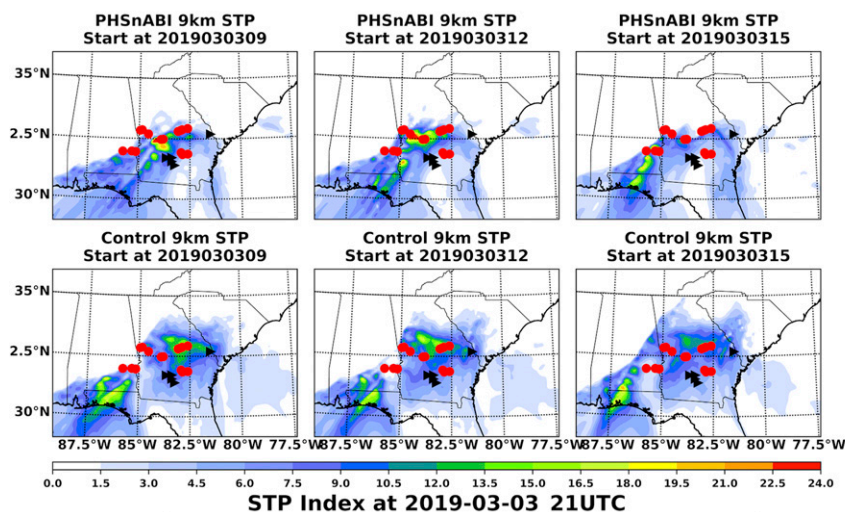 PHSnABI 9km STP
Start at 2019030309
PHSnABI 9km STP
Start at 2019030312
PHSnABI 9km STP
Start at 2019030315
35°N
2.5°N
30°N
Control 9km STP
Start at 2019030309
Control 9km STP
Start at 2019030312
Control 9km STP
Start at 2019030315
35°N
2.5°N
30°N
87.5°W 85°W 82.5°W 80°W 77.5°W 85°W 82.5°W 80°W 77.5°W 85°W 82.5°W 80°W 77.5°W
0.0 1.5 3.0 4.5 6.0 7.5 9.0 10.5 12.0 13.5 15.0 16.5 18.0 19.5 21.0 22.5 24.0
STP Index at 2019-03-03 21UTC